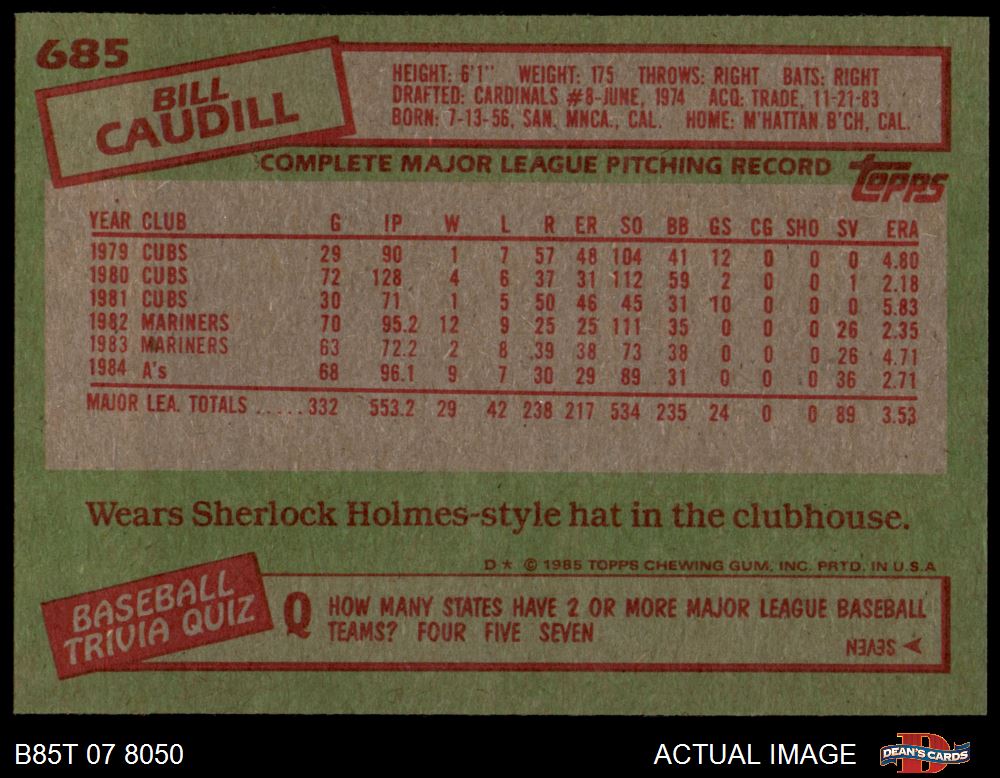 685
BILL
CAUDILL
HEIGHT: 6'1" WEIGHT: 175 THROWS: RIGHT BATS: RIGHT
DRAFTED: CARDINALS #8-JUNE, 1974 ACQ: TRADE, 11-21-83
BORN: 7-13-56, SAN. MNCA., CAL. HOME: M'HATTAN B'CH, CAL.
COMPLETE MAJOR LEAGUE PITCHING RECORD
Topps
YEAR CLUB G IP W L R ER SO BB GS CG SHO SV ERA
1979 CUBS 29 90 1 7 57 48 104 41 12 0 0 0 4.80
1980 CUBS 72 128 4 6 37 31 112 59 2 0 0 1 2.18
1981 CUBS 30 71 1 5 50 46 45 31 10 0 0 0 5.83
1982 MARINERS 70 95.2 12 9 25 25 111 35 0 0 0 26 2.35
1983 MARINERS 63 72.2 2 8 39 38 73 38 0 0 0 26 4.71
1984 A's 68 96.1 9 7 30 29 89 31 0 0 0 36 2.71
MAJOR LEA. TOTALS .....332 553.2 29 42 238 217 534 235 24 0 0 89 3.53
Wears Sherlock Holmes-style hat in the clubhouse.
D* © 1985 TOPPS CHEWING GUM, INC. PRTD. IN U.S.A
BASEBALL
TRIVIA QUIZ
Q HOW MANY STATES HAVE 2 OR MORE MAJOR LEAGUE BASEBALL
TEAMS? FOUR FIVE SEVEN
SEVEN
B85T 07 8050
ACTUAL IMAGE
DEAN'S CARDS